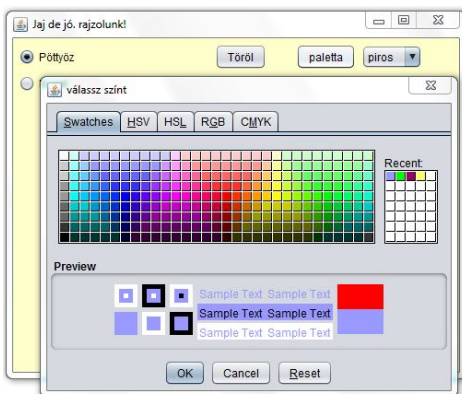 Jaj de jó. rajzolunk!
Pöttyöz Töröl paletta piros
válassz színt
Swatches HSV HSL RGB CMYK
Recent:
Preview
Sample Text Sample Text
Sample Text Sample Text
Sample Text Sample Text
OK Cancel Reset